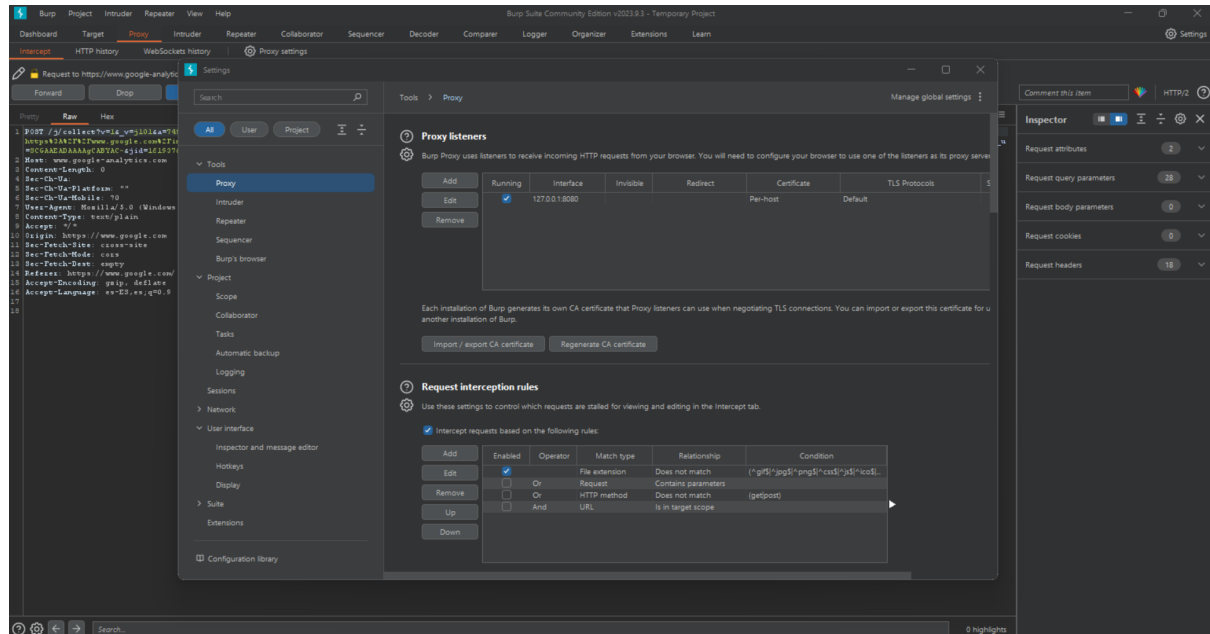 Burp Project Intruder Repeater View Help
Burp Suite Community Edition v2023.9.3 - Temporary Project
Dashboard Target Proxy Intruder Repeater Collaborator Sequencer Decoder Comparer Logger Organizer Extensions Learn
Settings
Intercept HTTP history WebSockets history Proxy settings
Request to https://www.google-analytic
Forward Drop
Comment this item HTTP/2
Pretty Raw Hex
1 POST /j/collect?v=1&_v=j101&a=745
https%3A%2F%2Fwww.google.com%2Fin
2 Host: www.google-analytics.com
3 Content-Length: 0
4 Sec-Ch-Ua:
5 Sec-Ch-Ua-Platform: ""
6 Sec-Ch-Ua-Mobile: ?0
7 User-Agent: Mozilla/5.0 (Windows
8 Content-Type: text/plain
9 Accept: */*
10 Origin: https://www.google.com
11 Sec-Fetch-Site: cross-site
12 Sec-Fetch-Mode: cors
13 Sec-Fetch-Dest: empty
14 Referer: https://www.google.com/
15 Accept-Encoding: gzip, deflate
16 Accept-Language: es-ES,es;q=0.9
17
18
Settings
Search
All User Project
Tools
Proxy
Intruder
Repeater
Sequencer
Burp's browser
Project
Scope
Collaborator
Tasks
Automatic backup
Logging
Sessions
Network
User interface
Inspector and message editor
Hotkeys
Display
Suite
Extensions
Configuration library
Tools > Proxy
Manage global settings
Proxy listeners
Burp Proxy uses listeners to receive incoming HTTP requests from your browser. You will need to configure your browser to use one of the listeners as its proxy server
Add
Edit
Remove
Running Interface Invisible Redirect Certificate TLS Protocols S
127.0.0.1:8080 Per-host Default
Each installation of Burp generates its own CA certificate that Proxy listeners can use when negotiating TLS connections. You can import or export this certificate for u
another installation of Burp.
Import / export CA certificate Regenerate CA certificate
Request interception rules
Use these settings to control which requests are stalled for viewing and editing in the Intercept tab.
Intercept requests based on the following rules:
Add
Edit
Remove
Up
Down
Enabled Operator Match type Relationship Condition
File extension Does not match (^gif$|^jpg$|^png$|^css$|^js$|^ico$|...
Or Request Contains parameters
Or HTTP method Does not match (get|post)
And URL Is in target scope
Inspector
Request attributes 2
Request query parameters 28
Request body parameters 0
Request cookies 0
Request headers 18
Search...
0 highlights